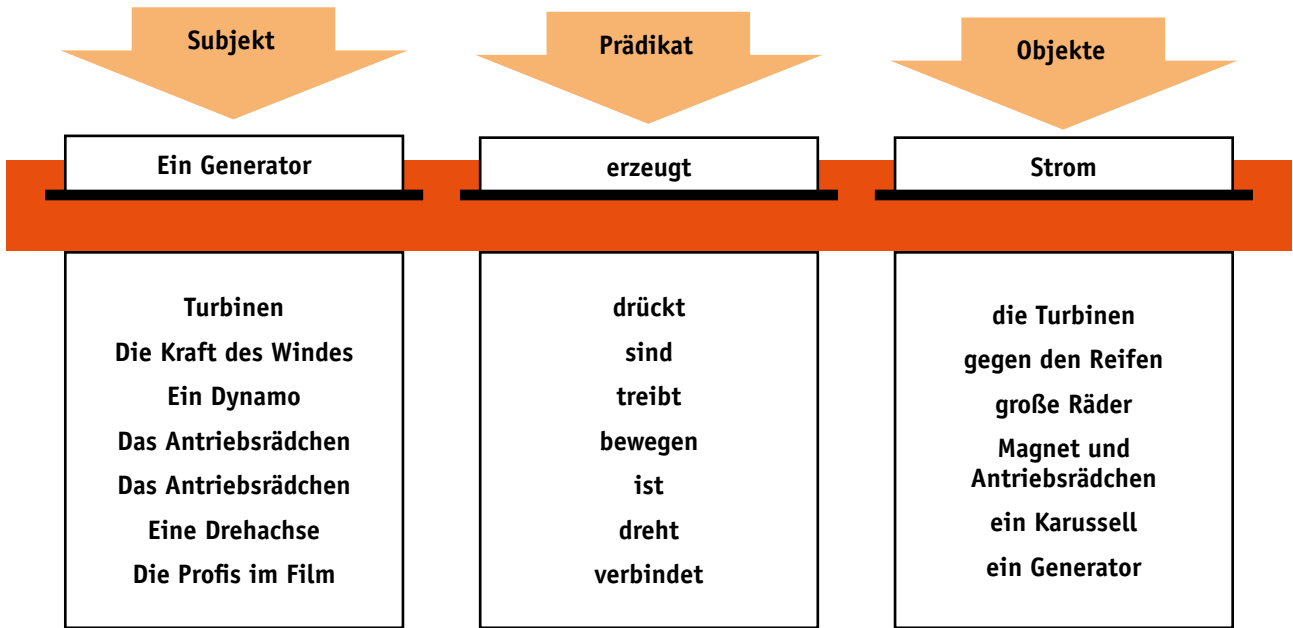 Subjekt
Prädikat
Objekte
Ein Generator
erzeugt
Strom
Turbinen
Die Kraft des Windes
Ein Dynamo
Das Antriebsrädchen
Das Antriebsrädchen
Eine Drehachse
Die Profis im Film
drückt
sind
treibt
bewegen
ist
dreht
verbindet
die Turbinen
gegen den Reifen
große Räder
Magnet und
Antriebsrädchen
ein Karussell
ein Generator